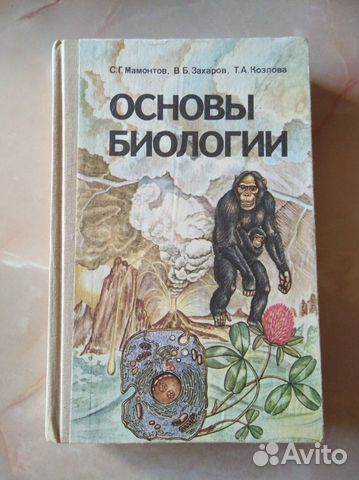 С.Г. Мамонтов, В.Б. Захаров, Т.А. Козлова
ОСНОВЫ
БИОЛОГИИ
Avito